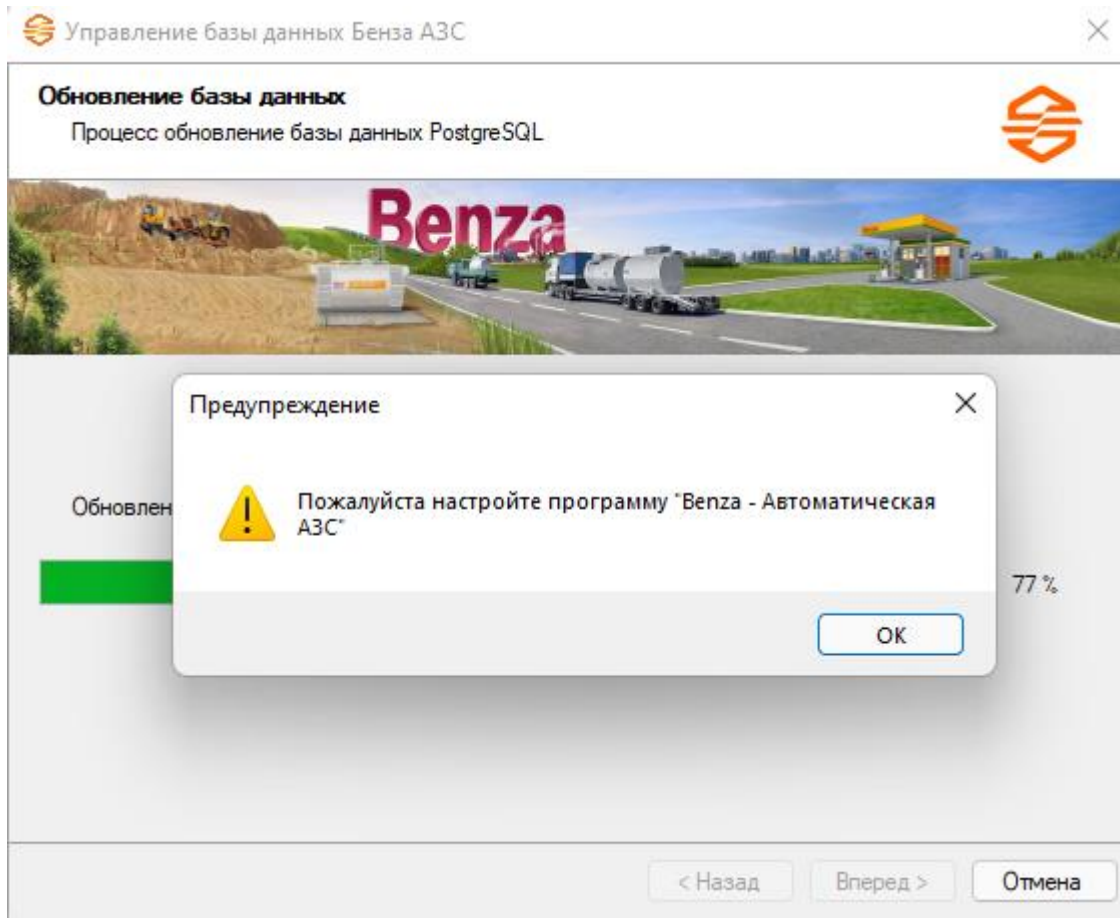 Управление базы данных Бенза АЗС
Обновление базы данных
Процесс обновление базы данных PostgreSQL
Benza
Предупреждение
Обновлен
Пожалуйста настройте программу "Benza - Автоматическая
АЗС"
77 %
OK
< Назад
Вперед >
Отмена